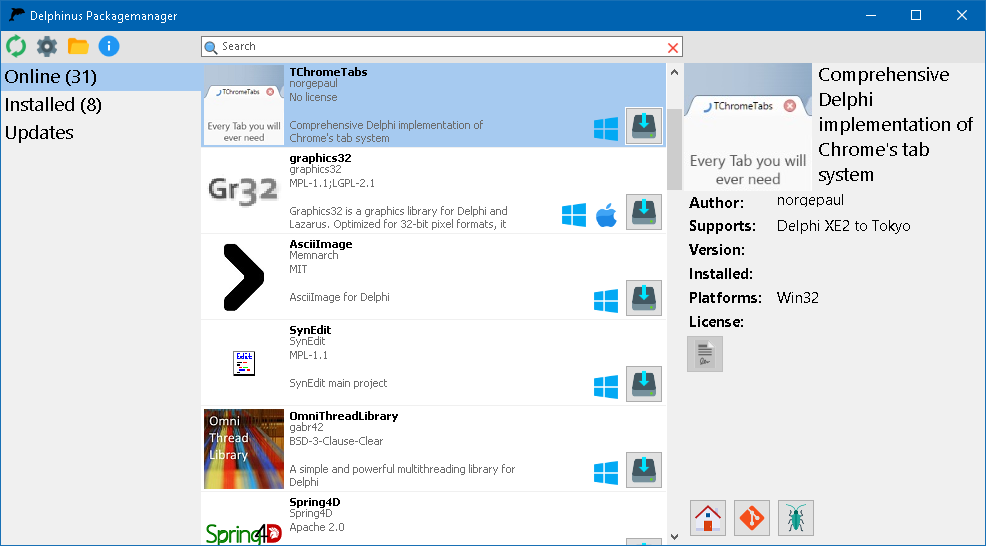 Delphinus Packagemanager
Search
Online (31)
Installed (8)
Updates
TChromeTabs
Every Tab you will
ever need
TChromeTabs
norgepaul
No license
Comprehensive Delphi implementation of
Chrome's tab system
Gr32
graphics32
graphics32
MPL-1.1;LGPL-2.1
Graphics32 is a graphics library for Delphi and
Lazarus. Optimized for 32-bit pixel formats, it
AsciiImage
Memnarch
MIT
AsciiImage for Delphi
Edit
SynEdit
SynEdit
MPL-1.1
SynEdit main project
Omni
Thread
Library
OmniThreadLibrary
gabr42
BSD-3-Clause-Clear
A simple and powerful multithreading library for
Delphi
Spring4D
Spring4D
Spring4D
Apache 2.0
TChromeTabs
Every Tab you will
ever need
Comprehensive
Delphi
implementation of
Chrome's tab
system
Author: norgepaul
Supports: Delphi XE2 to Tokyo
Version:
Installed:
Platforms: Win32
License: